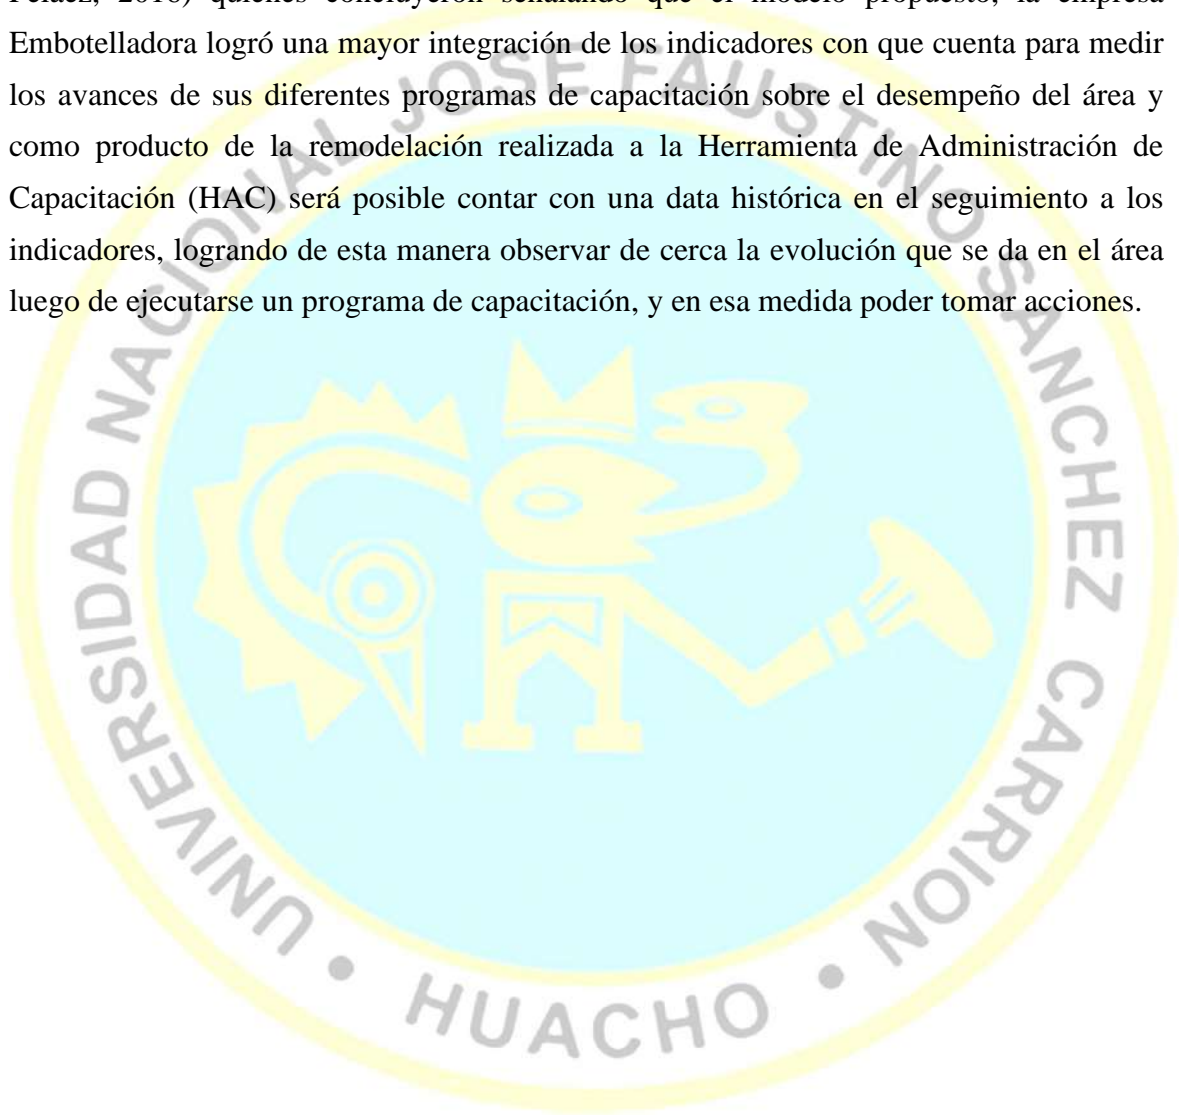 Embotelladora logró una mayor integración de los indicadores con que cuenta para medir
los avances de sus diferentes programas de capacitación sobre el desempeño del área y
como producto de la remodelación realizada a la Herramienta de Administración de
Capacitación (HAC) será posible contar con una data histórica en el seguimiento a los
indicadores, logrando de esta manera observar de cerca la evolución que se da en el área
luego de ejecutarse un programa de capacitación, y en esa medida poder tomar acciones.
UNIVERSIDAD NACIONAL JOSE FAUSTINO SANCHEZ CARRION
• HUACHO •